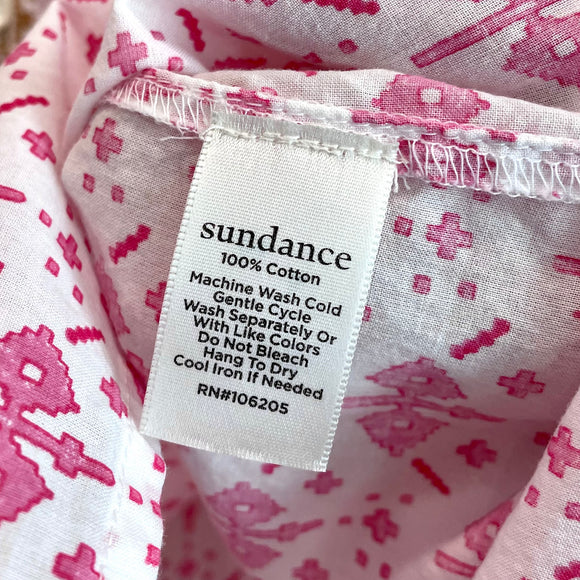 sundance
100% Cotton
Machine Wash Cold
Gentle Cycle
Wash Separately Or
With Like Colors
Do Not Bleach
Hang To Dry
Cool Iron If Needed
RN#106205